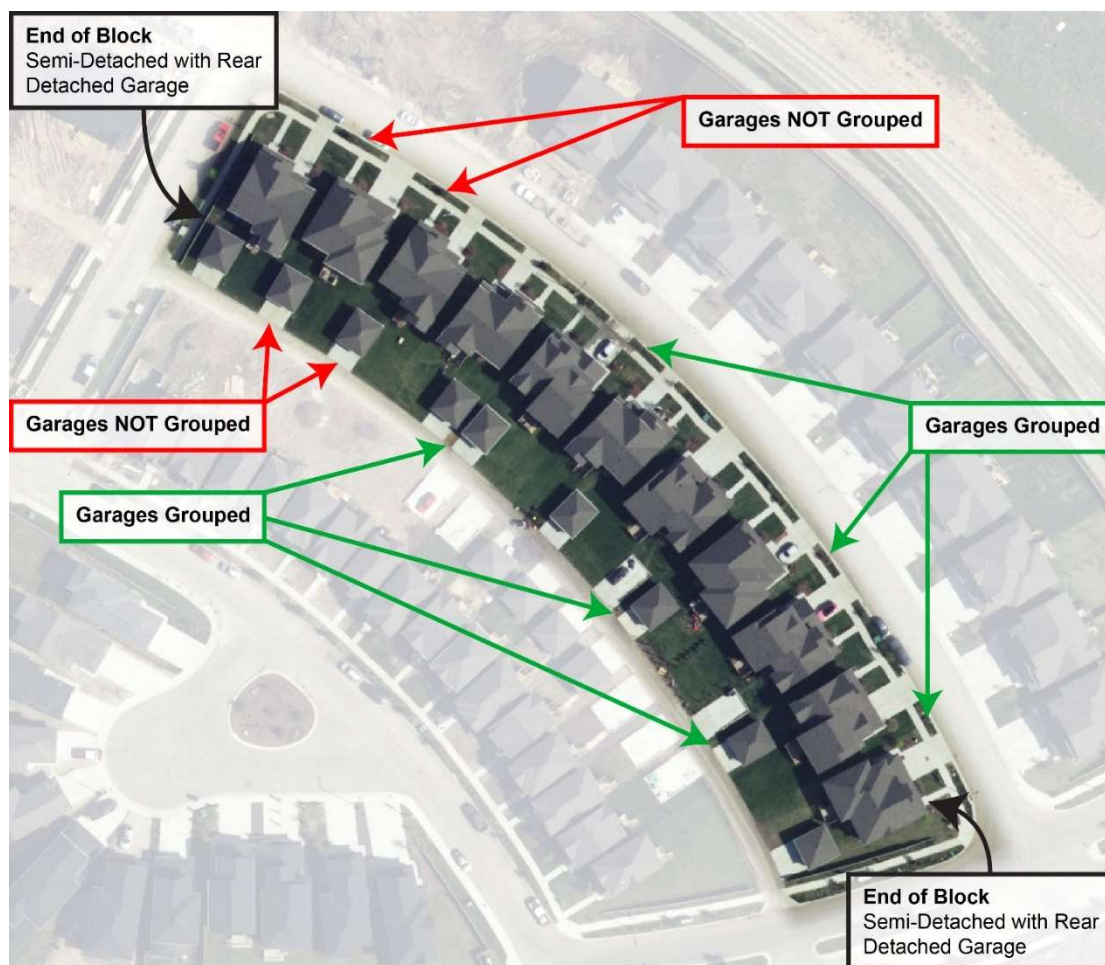 End of Block
Semi-Detached with Rear
Detached Garage
Garages NOT Grouped
Garages NOT Grouped
Garages Grouped
Garages Grouped
End of Block
Semi-Detached with Rear
Detached Garage